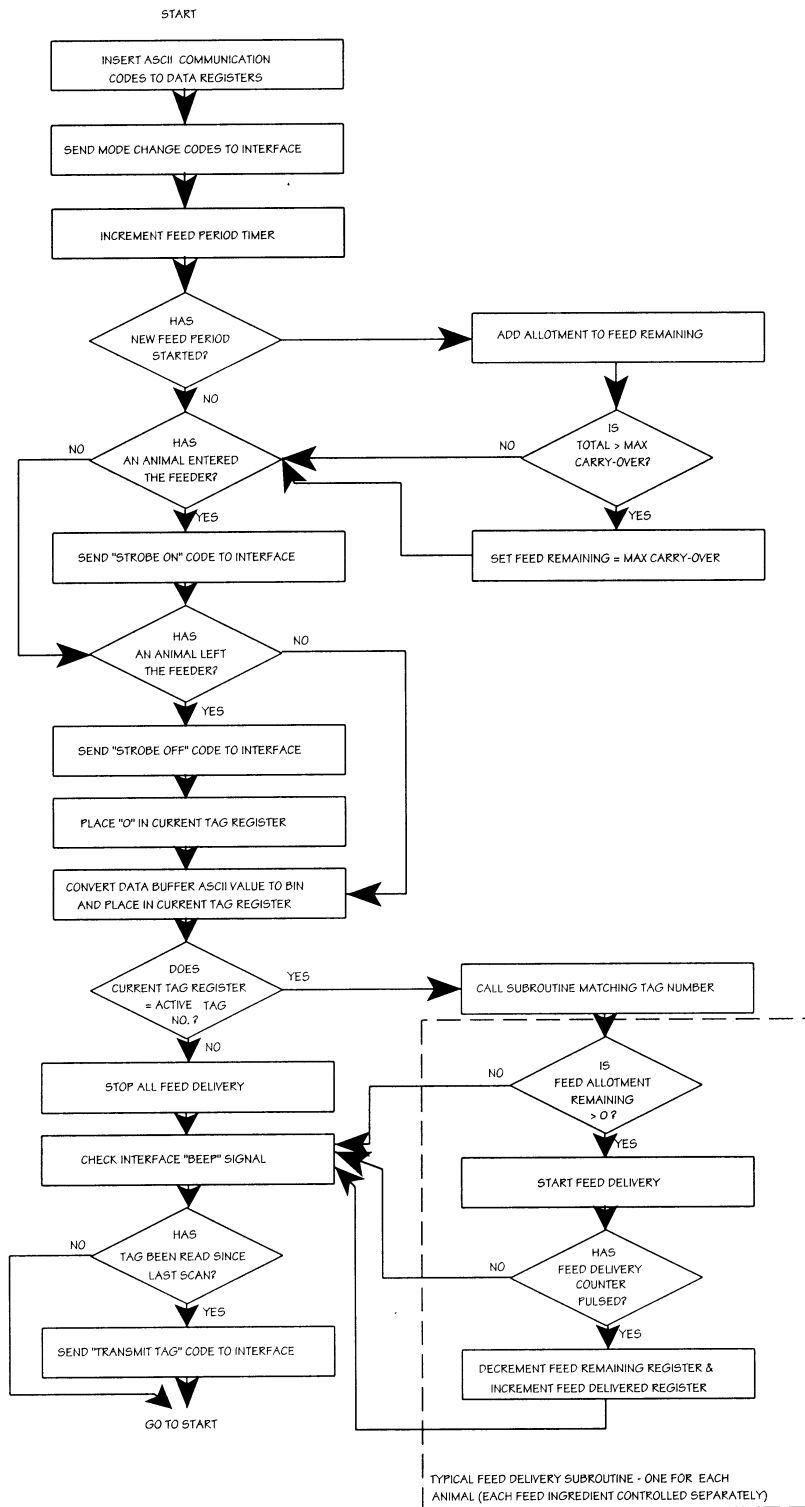 START
INSERT ASCII COMMUNICATION
CODES TO DATA REGISTERS
SEND MODE CHANGE CODES TO INTERFACE
INCREMENT FEED PERIOD TIMER
HAS
NEW FEED PERIOD
STARTED?
ADD ALLOTMENT TO FEED REMAINING
NO
IS
TOTAL > MAX
CARRY-OVER?
NO
YES
SET FEED REMAINING = MAX CARRY-OVER
HAS
AN ANIMAL ENTERED
THE FEEDER?
NO
YES
SEND "STROBE ON" CODE TO INTERFACE
HAS
AN ANIMAL LEFT
THE FEEDER?
NO
YES
SEND "STROBE OFF" CODE TO INTERFACE
PLACE "0" IN CURRENT TAG REGISTER
CONVERT DATA BUFFER ASCII VALUE TO BIN
AND PLACE IN CURRENT TAG REGISTER
DOES
CURRENT TAG REGISTER
= ACTIVE TAG
NO. ?
YES
CALL SUBROUTINE MATCHING TAG NUMBER
NO
STOP ALL FEED DELIVERY
CHECK INTERFACE "BEEP" SIGNAL
HAS
TAG BEEN READ SINCE
LAST SCAN?
NO
YES
SEND "TRANSMIT TAG" CODE TO INTERFACE
GO TO START
IS
FEED ALLOTMENT
REMAINING
> 0 ?
NO
YES
START FEED DELIVERY
HAS
FEED DELIVERY
COUNTER
PULSED?
NO
YES
DECREMENT FEED REMAINING REGISTER &
INCREMENT FEED DELIVERED REGISTER
TYPICAL FEED DELIVERY SUBROUTINE - ONE FOR EACH
ANIMAL (EACH FEED INGREDIENT CONTROLLED SEPARATELY)